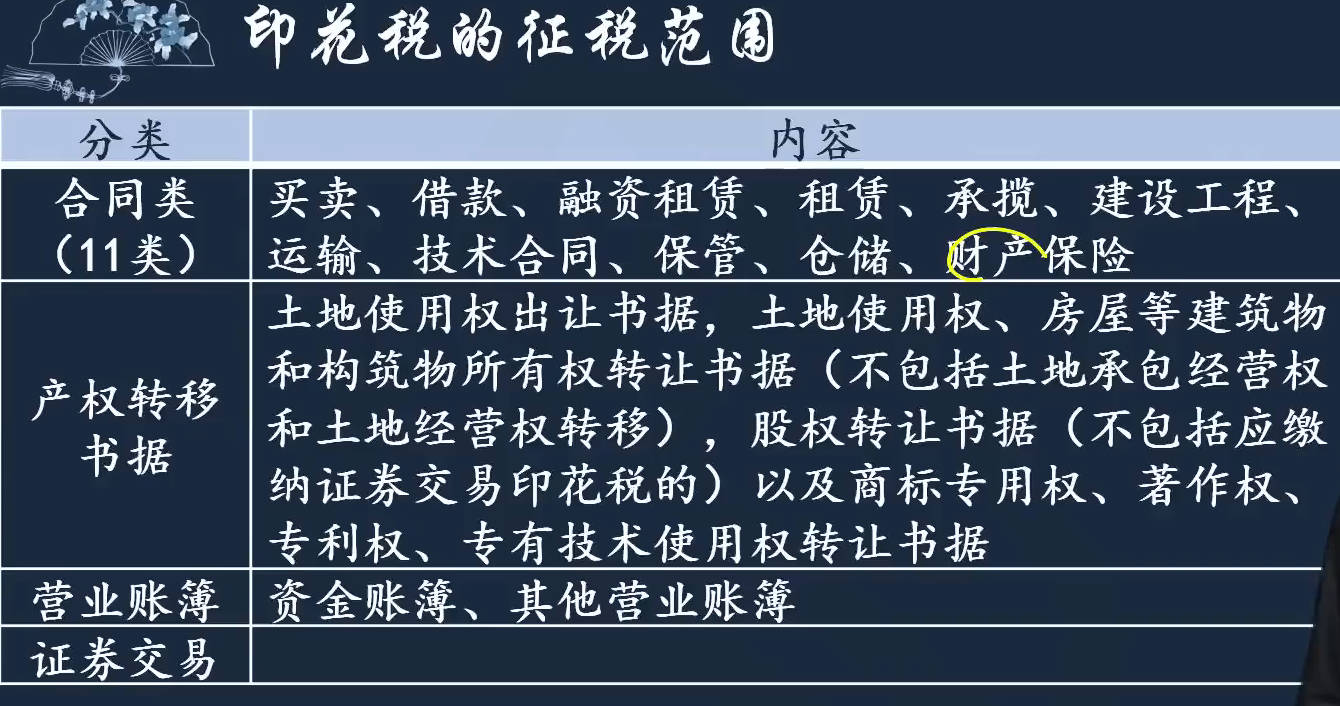 印花税的征税范围
分类 内容
合同类
（11类）
买卖、借款、融资租赁、租赁、承揽、建设工程、
运输、技术合同、保管、仓储、财产保险
产权转移
书据
土地使用权出让书据，土地使用权、房屋等建筑物
和构筑物所有权转让书据（不包括土地承包经营权
和土地经营权转移），股权转让书据（不包括应缴
纳证券交易印花税的）以及商标专用权、著作权、
专利权、专有技术使用权转让书据
营业账簿 资金账簿、其他营业账簿
证券交易